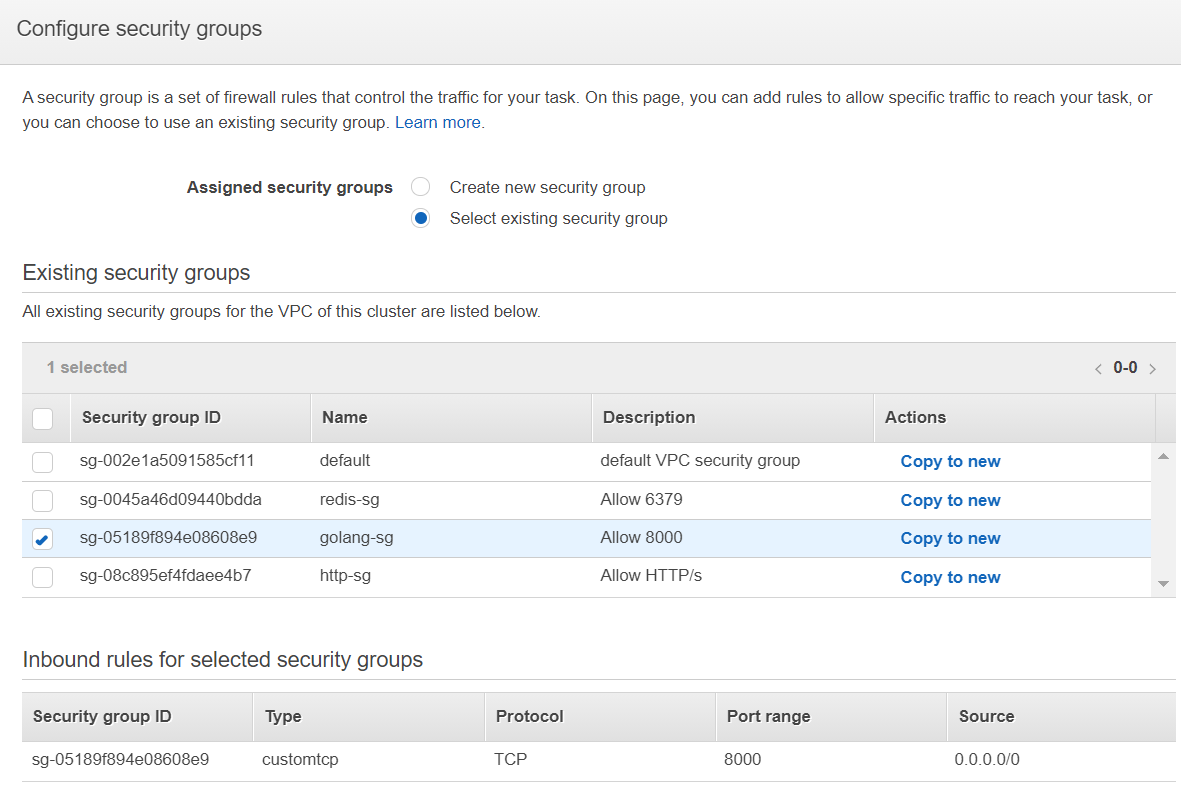 Configure security groups
A security group is a set of firewall rules that control the traffic for your task. On this page, you can add rules to allow specific traffic to reach your task, or
you can choose to use an existing security group. Learn more.
Assigned security groups Create new security group
Select existing security group
Existing security groups
All existing security groups for the VPC of this cluster are listed below.
1 selected 0-0
Security group ID Name Description Actions
sg-002e1a5091585cf11 default default VPC security group Copy to new
sg-0045a46d09440bdda redis-sg Allow 6379 Copy to new
sg-05189f894e08608e9 golang-sg Allow 8000 Copy to new
sg-08c895ef4fdaee4b7 http-sg Allow HTTP/s Copy to new
Inbound rules for selected security groups
Security group ID Type Protocol Port range Source
sg-05189f894e08608e9 customtcp TCP 8000 0.0.0.0/0